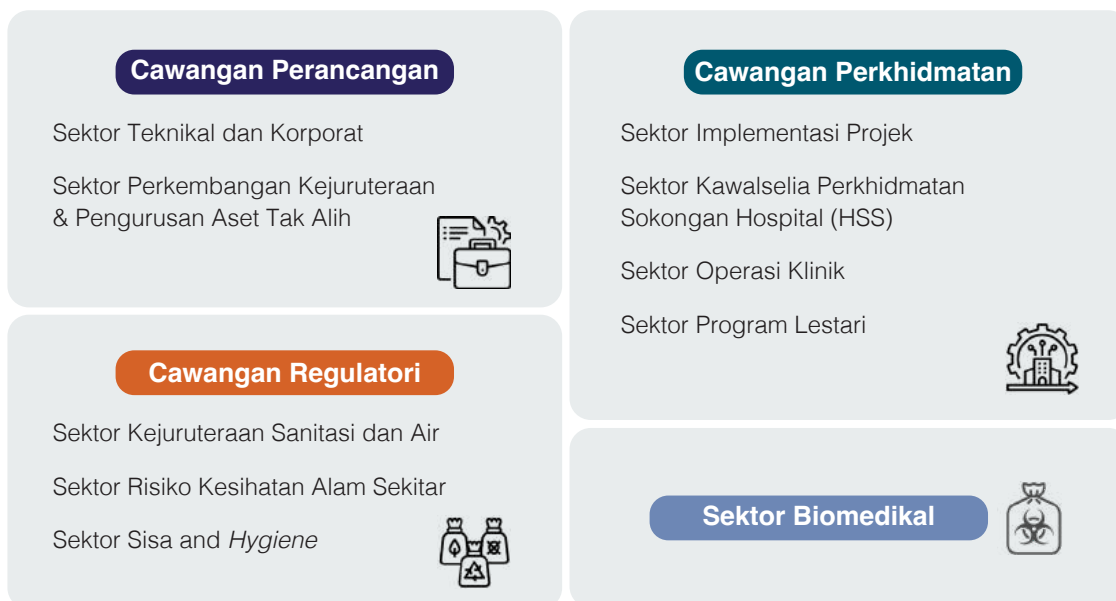 Cawangan Perancangan
Sektor Teknikal dan Korporat
Sektor Perkembangan Kejuruteraan
& Pengurusan Aset Tak Alih
Cawangan Regulatori
Sektor Kejuruteraan Sanitasi dan Air
Sektor Risiko Kesihatan Alam Sekitar
Sektor Sisa and Hygiene
Cawangan Perkhidmatan
Sektor Implementasi Projek
Sektor Kawalselia Perkhidmatan
Sokongan Hospital (HSS)
Sektor Operasi Klinik
Sektor Program Lestari
Sektor Biomedikal